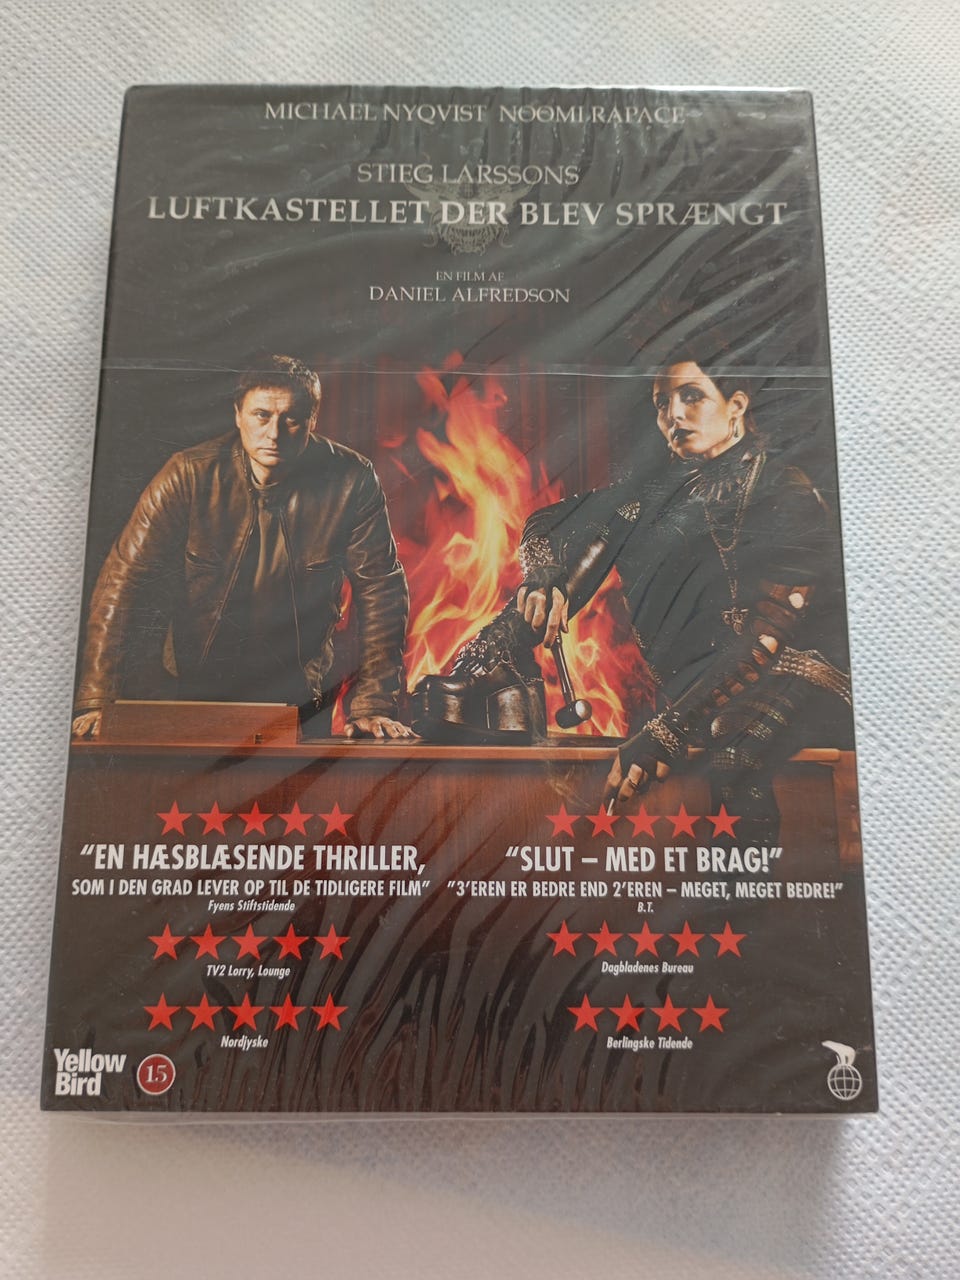 MICHAEL NYQVIST NOOMI RAPACE
STIEG LARSSONS
LUFTKASTELLET DER BLEV SPRÆNGT
EN FILM AF
DANIEL ALFREDSON
“EN HÆSBLÆSENDE THRILLER,
SOM I DEN GRAD LEVER OP TIL DE TIDLIGERE FILM”
Fyens Stiftstidende
TV2 Lorry, Lounge
Nordjyske
“SLUT – MED ET BRAG!”
”3’EREN ER BEDRE END 2’EREN – MEGET, MEGET BEDRE!”
B.T.
Dagbladenes Bureau
Berlingske Tidende
Yellow
Bird
15